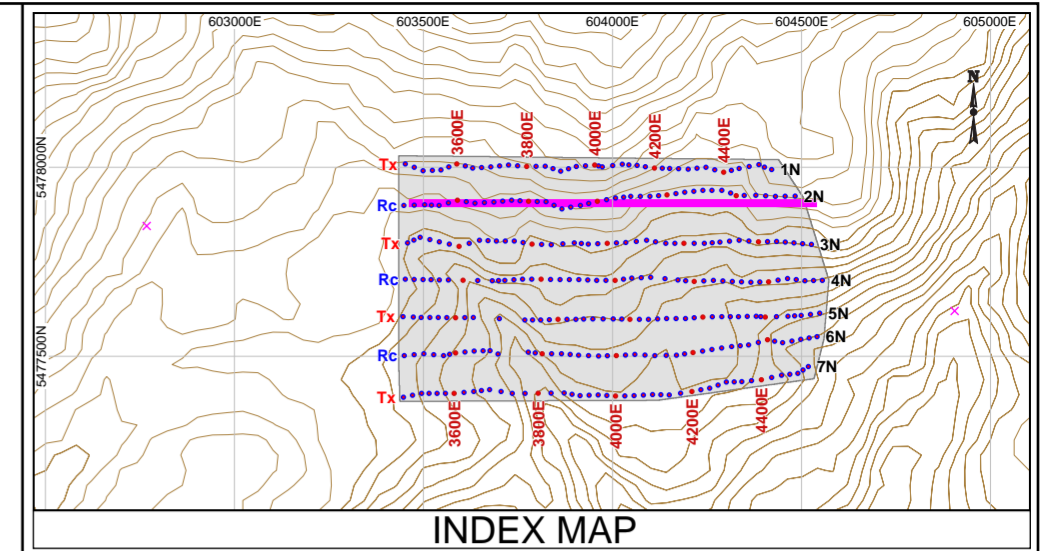 603000E 603500E 604000E 604500E 605000E
N
5478000N
3600E 3800E 4000E 4200E 4400E
Tx 1N
Rc 2N
Tx 3N
Rc 4N
Tx 5N
Rc 6N
5477500N
Tx 7N
3600E 3800E 4000E 4200E 4400E
INDEX MAP